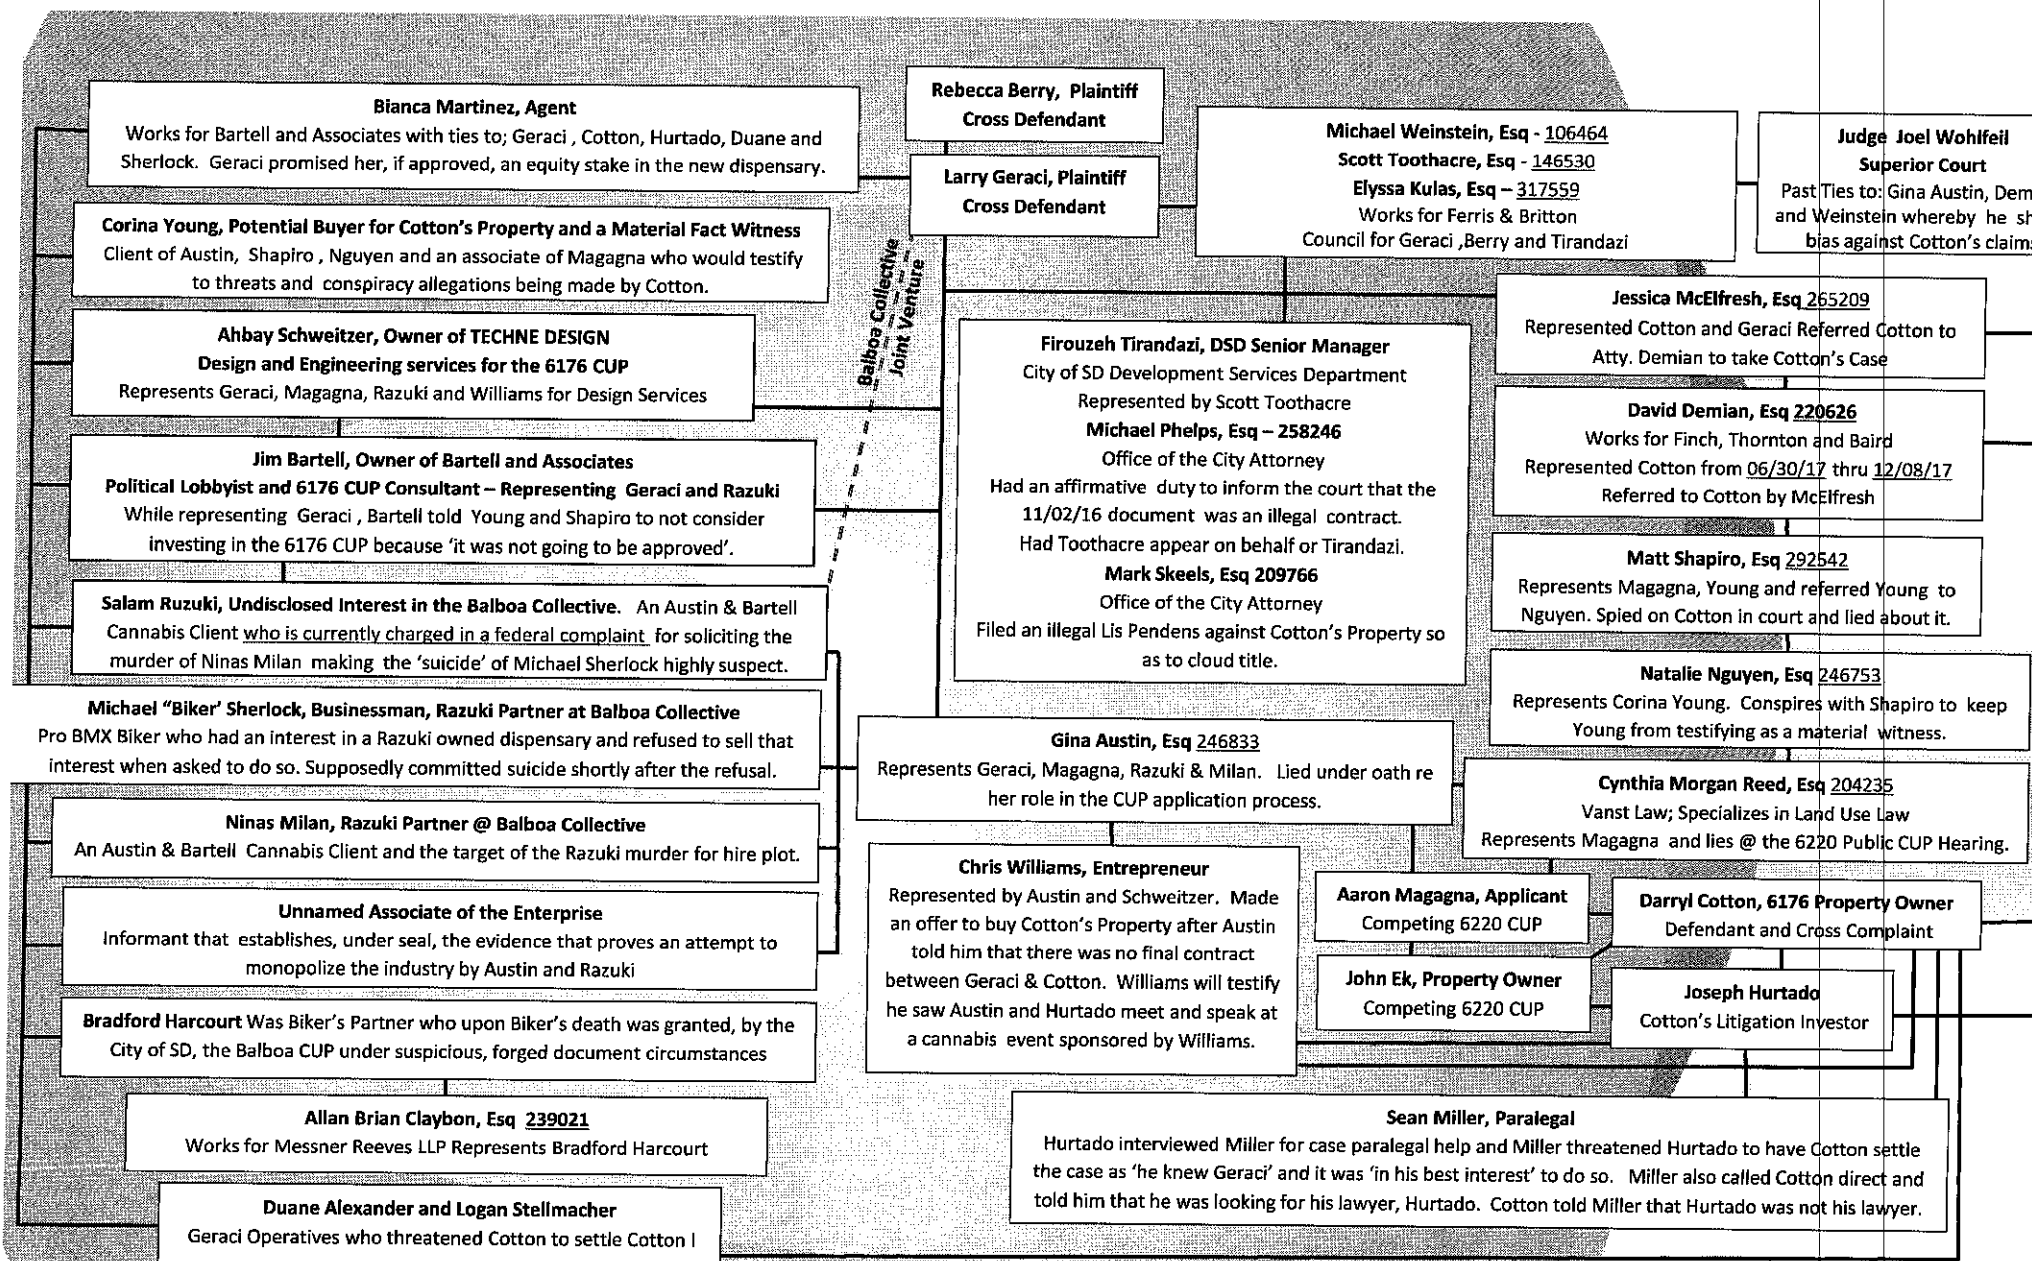 Bianca Martinez, Agent
Works for Bartell and Associates with ties to; Geraci , Cotton, Hurtado, Duane and
Sherlock. Geraci promised her, if approved, an equity stake in the new dispensary.
Corina Young, Potential Buyer for Cotton's Property and a Material Fact Witness
Client of Austin, Shapiro , Nguyen and an associate of Magagna who would testify
to threats and conspiracy allegations being made by Cotton.
Ahbay Schweitzer, Owner of TECHNE DESIGN
Design and Engineering services for the 6176 CUP
Represents Geraci, Magagna, Razuki and Williams for Design Services
Jim Bartell, Owner of Bartell and Associates
Political Lobbyist and 6176 CUP Consultant – Representing Geraci and Razuki
While representing Geraci , Bartell told Young and Shapiro to not consider
investing in the 6176 CUP because 'it was not going to be approved'.
Salam Ruzuki, Undisclosed Interest in the Balboa Collective. An Austin & Bartell
Cannabis Client who is currently charged in a federal complaint for soliciting the
murder of Ninas Milan making the 'suicide' of Michael Sherlock highly suspect.
Michael "Biker' Sherlock, Businessman, Razuki Partner at Balboa Collective
Pro BMX Biker who had an interest in a Razuki owned dispensary and refused to sell that
interest when asked to do so. Supposedly committed suicide shortly after the refusal.
Ninas Milan, Razuki Partner @ Balboa Collective
An Austin & Bartell Cannabis Client and the target of the Razuki murder for hire plot.
Unnamed Associate of the Enterprise
Informant that establishes, under seal, the evidence that proves an attempt to
monopolize the industry by Austin and Razuki
Bradford Harcourt Was Biker's Partner who upon Biker's death was granted, by the
City of SD, the Balboa CUP under suspicious, forged document circumstances
Allan Brian Claybon, Esq 239021
Works for Messner Reeves LLP Represents Bradford Harcourt
Duane Alexander and Logan Stellmacher
Geraci Operatives who threatened Cotton to settle Cotton I
Rebecca Berry, Plaintiff
Cross Defendant
Larry Geraci, Plaintiff
Cross Defendant
Balboa Collective
Joint Venture
Firouzeh Tirandazi, DSD Senior Manager
City of SD Development Services Department
Represented by Scott Toothacre
Michael Phelps, Esq – 258246
Office of the City Attorney
Had an affirmative duty to inform the court that the
11/02/16 document was an illegal contract.
Had Toothacre appear on behalf or Tirandazi.
Mark Skeels, Esq 209766
Office of the City Attorney
Filed an illegal Lis Pendens against Cotton's Property so
as to cloud title.
Gina Austin, Esq 246833
Represents Geraci, Magagna, Razuki & Milan. Lied under oath re
her role in the CUP application process.
Chris Williams, Entrepreneur
Represented by Austin and Schweitzer. Made
an offer to buy Cotton's Property after Austin
told him that there was no final contract
between Geraci & Cotton. Williams will testify
he saw Austin and Hurtado meet and speak at
a cannabis event sponsored by Williams.
Michael Weinstein, Esq - 106464
Scott Toothacre, Esq - 146530
Elyssa Kulas, Esq – 317559
Works for Ferris & Britton
Council for Geraci ,Berry and Tirandazi
Judge Joel Wohlfeil
Superior Court
Past Ties to: Gina Austin, Dem
and Weinstein whereby he sh
bias against Cotton's claim
Jessica McElfresh, Esq 265209
Represented Cotton and Geraci Referred Cotton to
Atty. Demian to take Cotton's Case
David Demian, Esq 220626
Works for Finch, Thornton and Baird
Represented Cotton from 06/30/17 thru 12/08/17
Referred to Cotton by McElfresh
Matt Shapiro, Esq 292542
Represents Magagna, Young and referred Young to
Nguyen. Spied on Cotton in court and lied about it.
Natalie Nguyen, Esq 246753
Represents Corina Young. Conspires with Shapiro to keep
Young from testifying as a material witness.
Cynthia Morgan Reed, Esq 204235
Vanst Law; Specializes in Land Use Law
Represents Magagna and lies @ the 6220 Public CUP Hearing.
Aaron Magagna, Applicant
Competing 6220 CUP
Darryl Cotton, 6176 Property Owner
Defendant and Cross Complaint
John Ek, Property Owner
Competing 6220 CUP
Joseph Hurtado
Cotton's Litigation Investor
Sean Miller, Paralegal
Hurtado interviewed Miller for case paralegal help and Miller threatened Hurtado to have Cotton settle
the case as 'he knew Geraci' and it was 'in his best interest' to do so. Miller also called Cotton direct and
told him that he was looking for his lawyer, Hurtado. Cotton told Miller that Hurtado was not his lawyer.